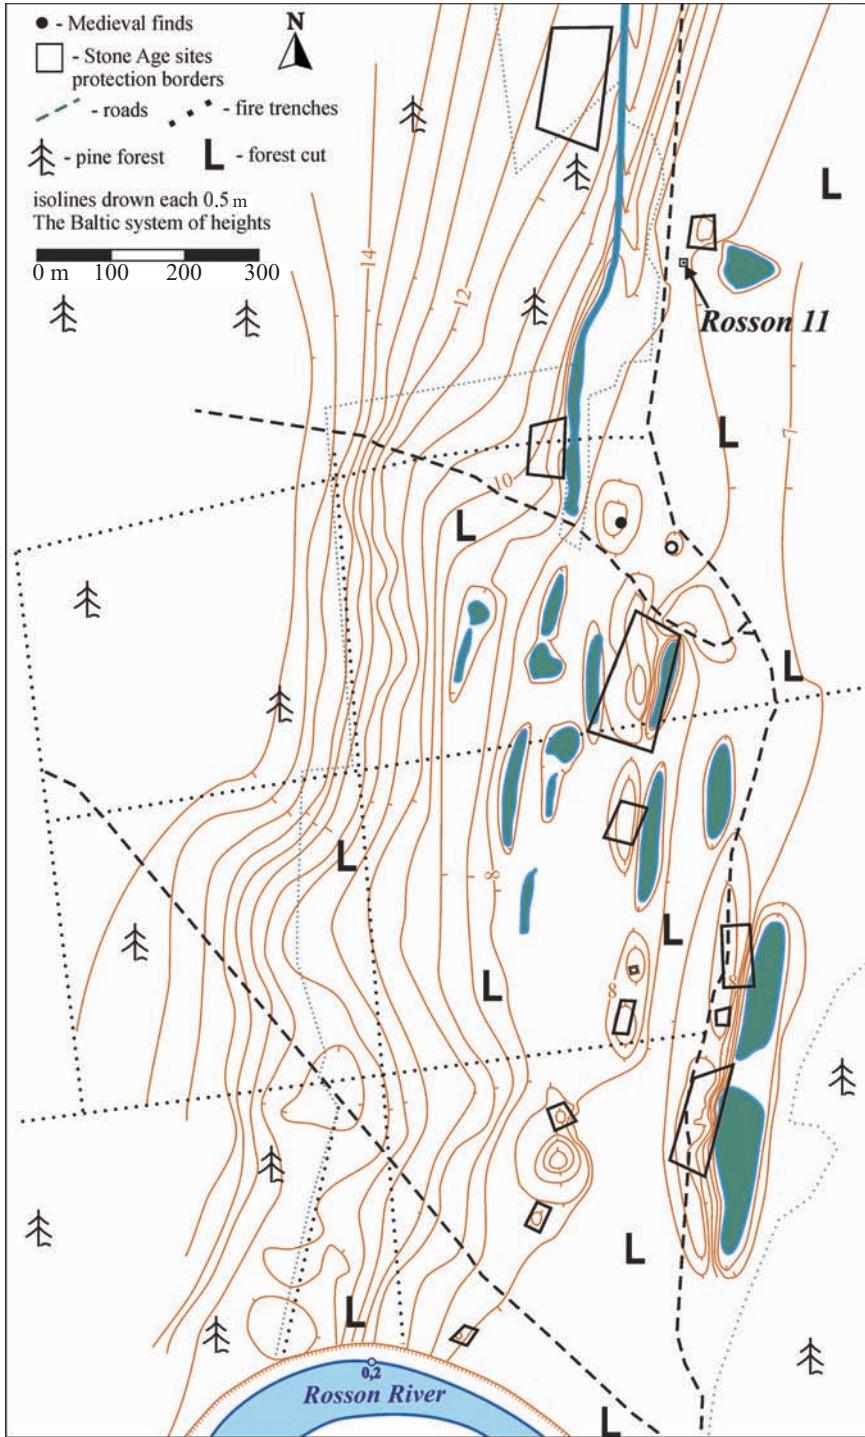 - Medieval finds
N
- Stone Age sites
protection borders
- roads
- fire trenches
- pine forest
L - forest cut
isolines drown each 0.5 m
The Baltic system of heights
0 m 100 200 300
14
12
Rosson 11
L
L
7
10
L
L
L
8
L
L
8
8
L
L
0,2
Rosson River
L